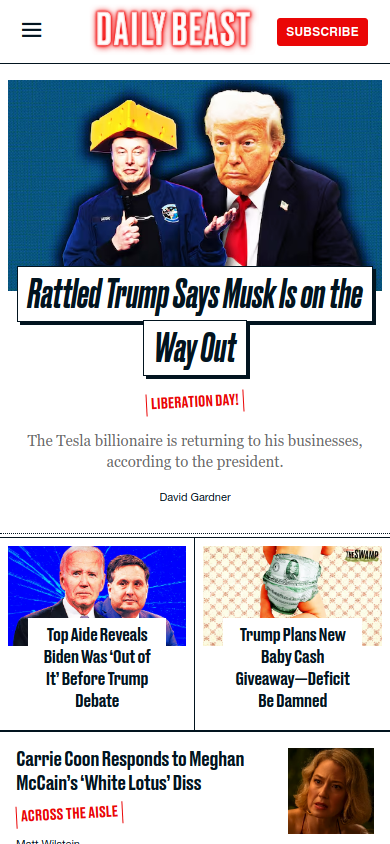 DAILY BEAST
SUBSCRIBE
Rattled Trump Says Musk Is on the
Way Out
LIBERATION DAY!
The Tesla billionaire is returning to his businesses,
according to the president.
David Gardner
THE SWAMP
Top Aide Reveals
Biden Was ‘Out of
It’ Before Trump
Debate
Trump Plans New
Baby Cash
Giveaway—Deficit
Be Damned
Carrie Coon Responds to Meghan
McCain’s ‘White Lotus’ Diss
ACROSS THE AISLE
Matt Wilstein